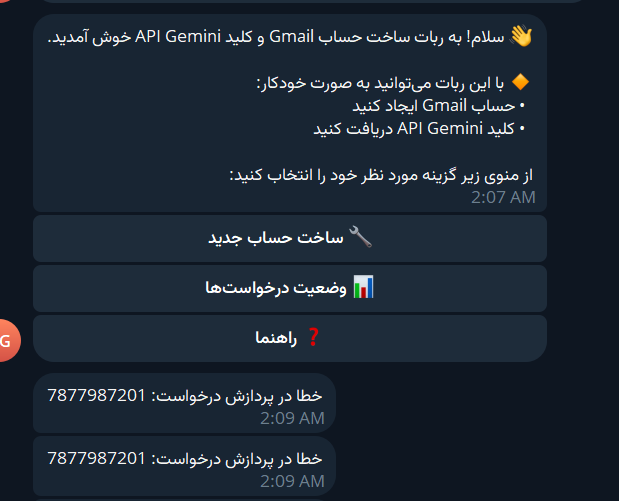 👋 سلام! به ربات ساخت حساب Gmail و کلید API Gemini خوش آمدید.
🔶 با این ربات می‌توانید به صورت خودکار:
• حساب Gmail ایجاد کنید
• کلید API Gemini دریافت کنید
از منوی زیر گزینه مورد نظر خود را انتخاب کنید:
2:07 AM
🔧 ساخت حساب جدید
📊 وضعیت درخواست‌ها
❓ راهنما
G
خطا در پردازش درخواست: 7877987201
2:09 AM
خطا در پردازش درخواست: 7877987201
2:09 AM